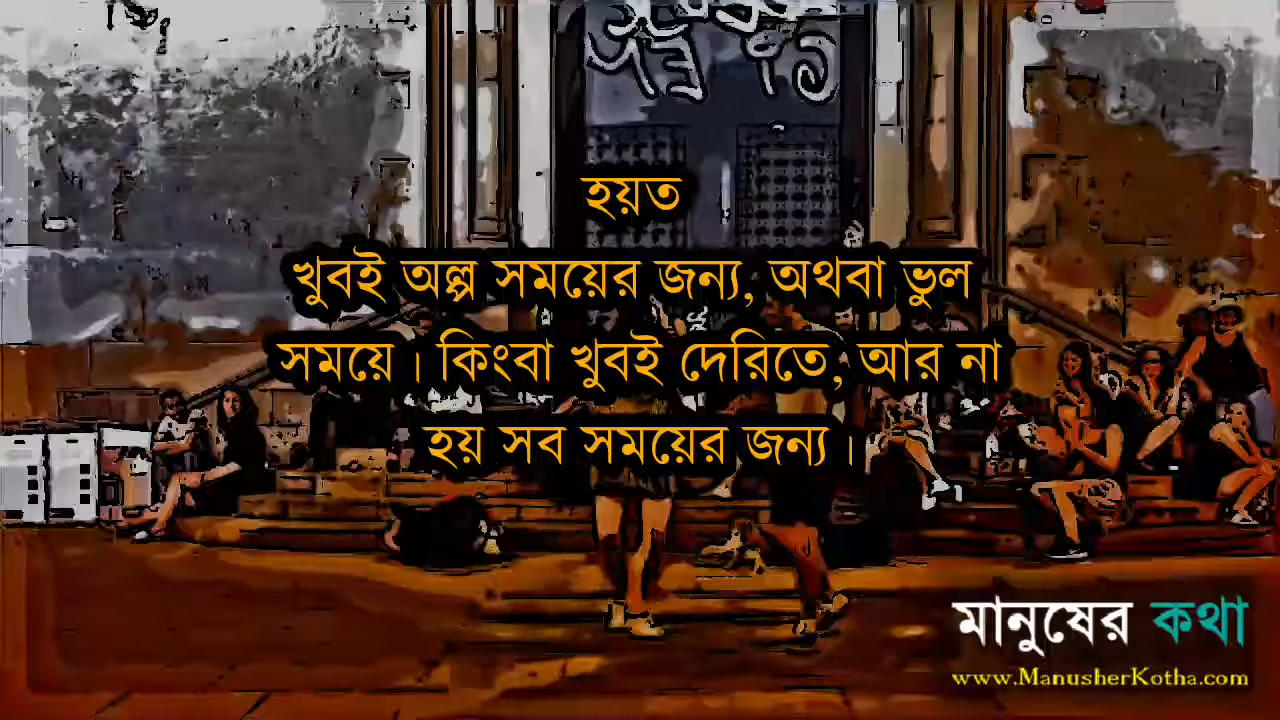 হয়ত
খুবই অল্প সময়ের জন্য, অথবা ভুল
সময়ে। কিংবা খুবই দেরিতে, আর না
হয় সব সময়ের জন্য।
মানুষের কথা
www.ManusherKotha.com